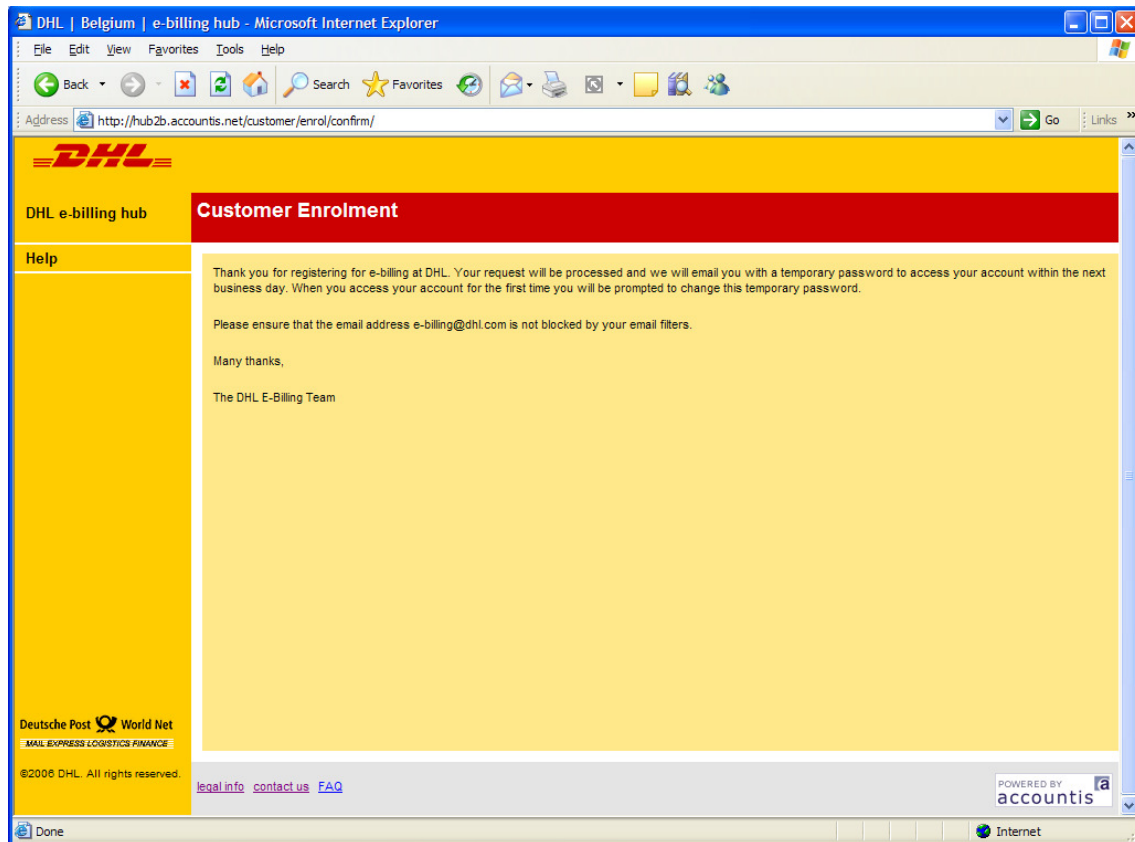 DHL | Belgium | e-billing hub - Microsoft Internet Explorer
File Edit View Favorites Tools Help
Back Search Favorites
Address http://hub2b.accountis.net/customer/enrol/confirm/ Go Links »
DHL
DHL e-billing hub
Customer Enrolment
Help
Thank you for registering for e-billing at DHL. Your request will be processed and we will email you with a temporary password to access your account within the next
business day. When you access your account for the first time you will be prompted to change this temporary password.
Please ensure that the email address e-billing@dhl.com is not blocked by your email filters.
Many thanks,
The DHL E-Billing Team
Deutsche Post World Net
MAIL EXPRESS LOGISTICS FINANCE
©2006 DHL. All rights reserved.
legal info contact us FAQ
POWERED BY a
accountis
Done Internet